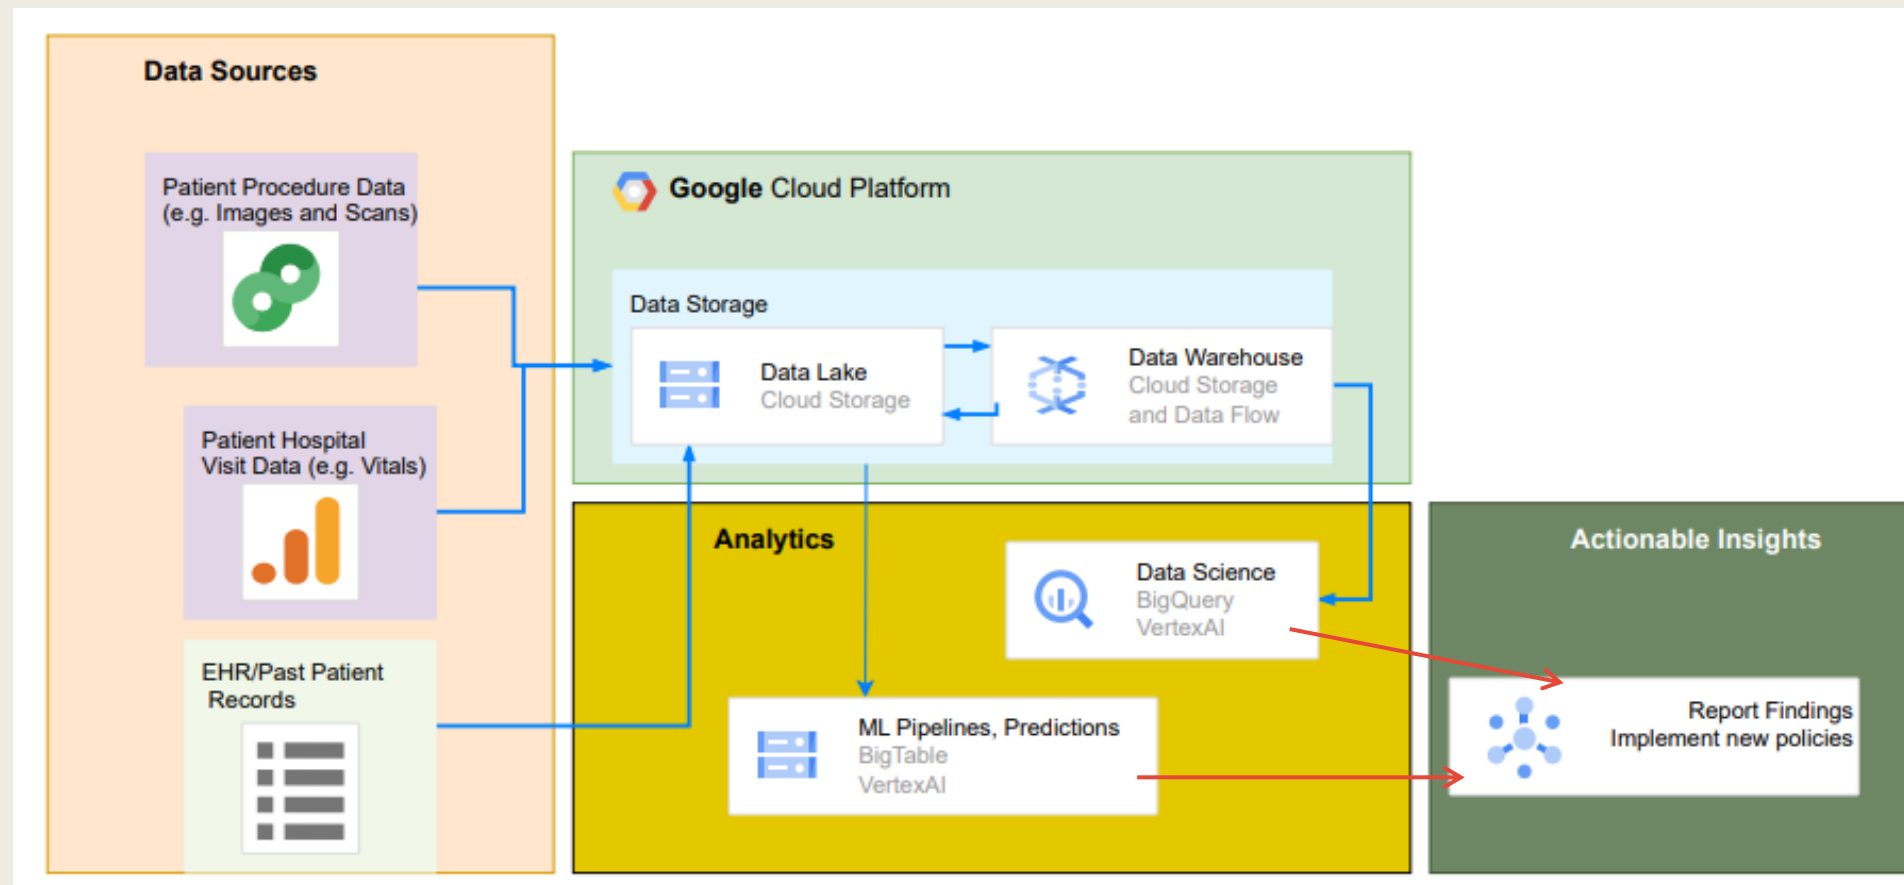 Data Sources
Patient Procedure Data
(e.g. Images and Scans)
Patient Hospital
Visit Data (e.g. Vitals)
EHR/Past Patient
Records
Google Cloud Platform
Data Storage
Data Lake
Cloud Storage
Data Warehouse
Cloud Storage
and Data Flow
Analytics
Data Science
BigQuery
VertexAI
ML Pipelines, Predictions
BigTable
VertexAI
Actionable Insights
Report Findings
Implement new policies